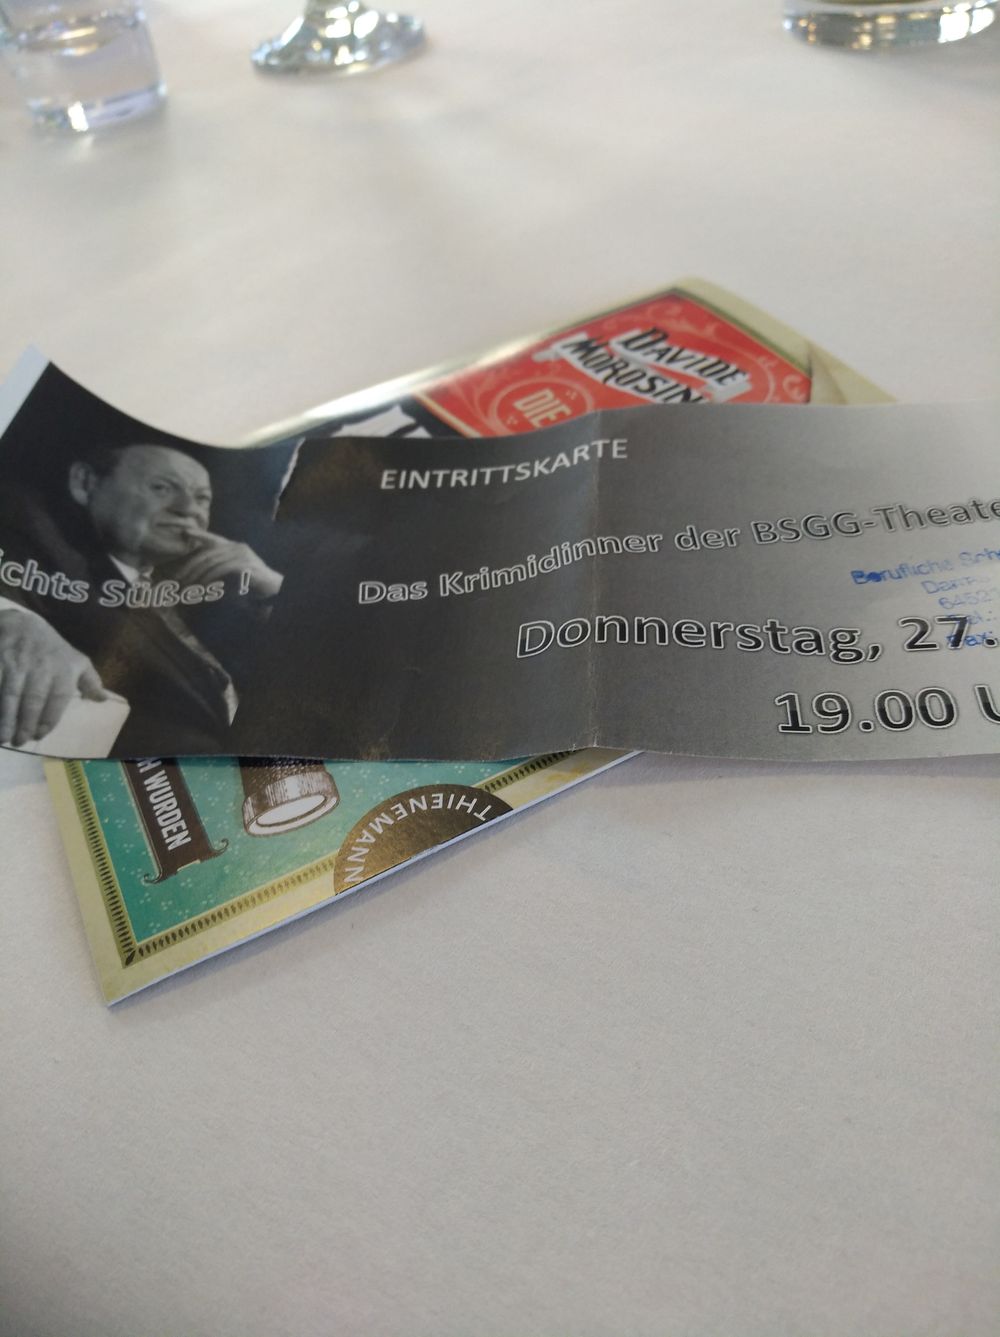 DAVIDE
MOROSIN
DIE
EINTRITTSKARTE
ichts Süßes !
Das Krimidinner der BSGG-Theate
Berufliche Sch
Donnerstag, 27.
19.00 U
H WURDEN
THIENEMANN